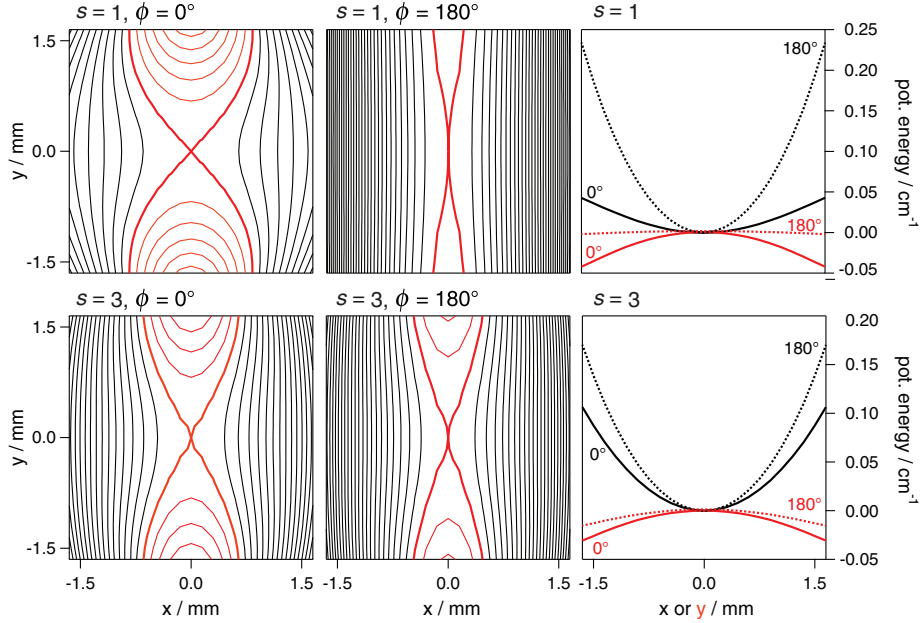 s = 1, ϕ = 0°
s = 1, ϕ = 180°
s = 1
1.5
0.0
-1.5
y / mm
180°
0°
180°
0°
0.25
0.20
0.15
0.10
0.05
0.00
-0.05
pot. energy / cm-1
s = 3, ϕ = 0°
s = 3, ϕ = 180°
s = 3
1.5
0.0
-1.5
y / mm
180°
0°
180°
0°
0.20
0.15
0.10
0.05
0.00
-0.05
pot. energy / cm-1
-1.5 0.0 1.5
x / mm
-1.5 0.0 1.5
x / mm
-1.5 0.0 1.5
x or y / mm